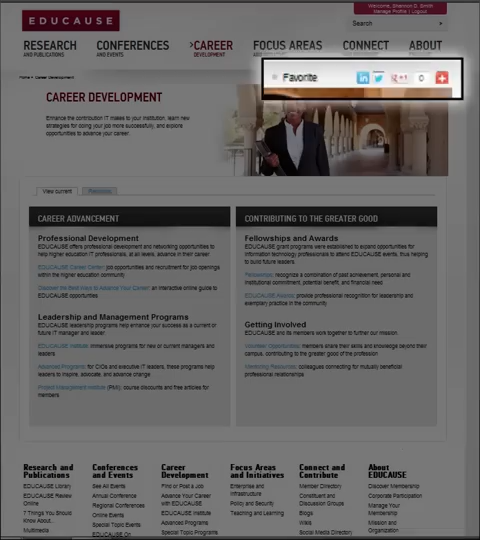 Welcome, Shannon D. Smith
Manage Profile | Logout
EDUCAUSE
Search
RESEARCH
AND PUBLICATIONS
CONFERENCES
AND EVENTS
>CAREER
DEVELOPMENT
FOCUS AREAS
CONNECT
ABOUT
Favorite
in
g+1
0
+
Home > Career Development
CAREER DEVELOPMENT
Enhance the contribution IT makes to your institution, learn new
strategies for doing your job more successfully, and explore
opportunities to advance your career.
View current
CAREER ADVANCEMENT
Professional Development
EDUCAUSE offers professional development and networking opportunities to
help higher education IT professionals, at all levels, advance in their career
EDUCAUSE Career Center: job opportunities and recruitment for job openings
within the higher education community
Discover the Best Ways to Advance Your Career: an interactive online guide to
EDUCAUSE opportunities
Leadership and Management Programs
EDUCAUSE leadership programs help enhance your success as a current or
future IT manager and leader.
EDUCAUSE Institute: immersive programs for new or current managers and
leaders
Advanced Programs: for CIOs and executive IT leaders, these programs help
leaders to inspire, advocate, and advance change.
Project Management Institute (PMI): course discounts and free articles for
members
CONTRIBUTING TO THE GREATER GOOD
Fellowships and Awards
EDUCAUSE grant programs were established to expand opportunities for
information technology professionals to attend EDUCAUSE events, thus helping
to build future leaders.
Fellowships: recognize a combination of past achievement, personal and
institutional commitment, potential benefit, and financial need
EDUCAUSE Awards: provide professional recognition for leadership and
exemplary practice in the community
Getting Involved
EDUCAUSE and its members work together to further our mission.
Volunteer Opportunities: members share their skills and knowledge beyond their
campus, contributing to the greater good of the profession.
Mentoring Resources: colleagues connecting for mutually beneficial
professional relationships.
Research and
Publications
EDUCAUSE Library
EDUCAUSE Review
Online
7 Things You Should
Know About...
Multimedia
Conferences
and Events
See All Events
Annual Conference
Regional Conferences
Online Events
Special Topic Events
EDUCAUSE On
Career
Development
Find or Post a Job
Advance Your Career
with EDUCAUSE
EDUCAUSE Institute
Advanced Programs
Special Topic Programs
Focus Areas
and Initiatives
Enterprise and
Infrastructure
Policy and Security
Teaching and Learning
Connect and
Contribute
Member Directory
Constituent and
Discussion Groups
Blogs
Wikis
Social Media Directory
About
EDUCAUSE
Discover Membership
Corporate Participation
Manage Your
Membership
Mission and
Organization